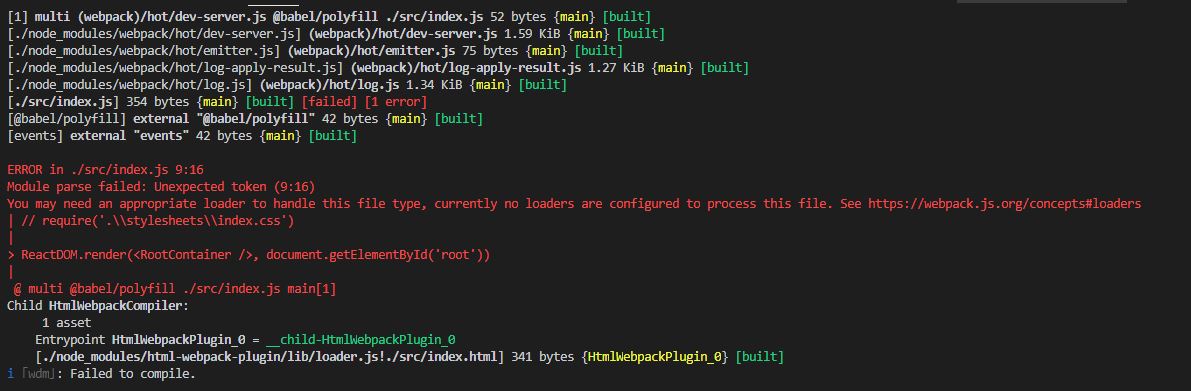 [1] multi (webpack)/hot/dev-server.js @babel/polyfill ./src/index.js 52 bytes {main} [built]
[./node_modules/webpack/hot/dev-server.js] (webpack)/hot/dev-server.js 1.59 KiB {main} [built]
[./node_modules/webpack/hot/emitter.js] (webpack)/hot/emitter.js 75 bytes {main} [built]
[./node_modules/webpack/hot/log-apply-result.js] (webpack)/hot/log-apply-result.js 1.27 KiB {main} [built]
[./node_modules/webpack/hot/log.js] (webpack)/hot/log.js 1.34 KiB {main} [built]
[./src/index.js] 354 bytes {main} [built] [failed] [1 error]
[@babel/polyfill] external "@babel/polyfill" 42 bytes {main} [built]
[events] external "events" 42 bytes {main} [built]

ERROR in ./src/index.js 9:16
Module parse failed: Unexpected token (9:16)
You may need an appropriate loader to handle this file type, currently no loaders are configured to process this file. See https://webpack.js.org/concepts#loaders
| // require('.\\stylesheets\\index.css')
|
> ReactDOM.render(<RootContainer />, document.getElementById('root'))
|
 @ multi @babel/polyfill ./src/index.js main[1]
Child HtmlWebpackCompiler:
     1 asset
    Entrypoint HtmlWebpackPlugin_0 = __child-HtmlWebpackPlugin_0
    [./node_modules/html-webpack-plugin/lib/loader.js!./src/index.html] 341 bytes {HtmlWebpackPlugin_0} [built]
i ｢wdm｣: Failed to compile.